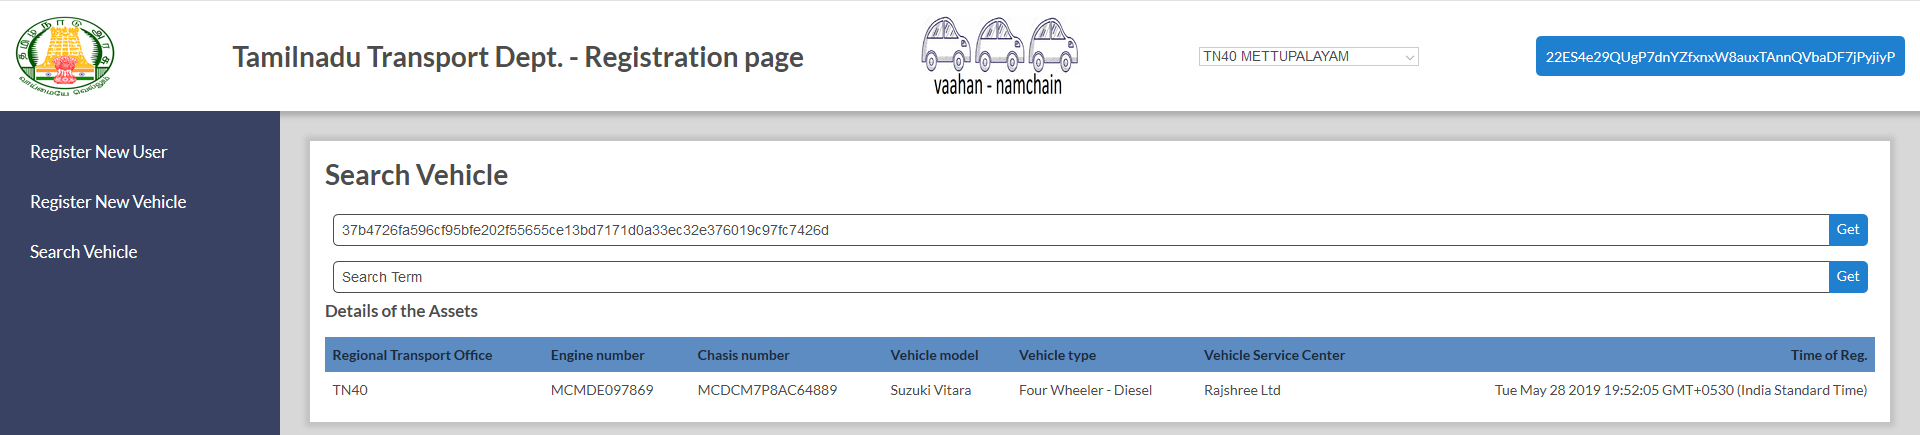 Tamilnadu Transport Dept. - Registration page
vaahan - namchain
TN40 METTUPALAYAM
22ES4e29QUgP7dnYZfxnxW8auxTAnnQVbaDF7jPyjiyP
Register New User
Register New Vehicle
Search Vehicle
Search Vehicle
37b4726fa596cf95bfe202f55655ce13bd7171d0a33ec32e376019c97fc7426d Get
Search Term Get
Details of the Assets
Regional Transport Office Engine number Chasis number Vehicle model Vehicle type Vehicle Service Center Time of Reg.
TN40 MCMDE097869 MCDCM7P8AC64889 Suzuki Vitara Four Wheeler - Diesel Rajshree Ltd Tue May 28 2019 19:52:05 GMT+0530 (India Standard Time)